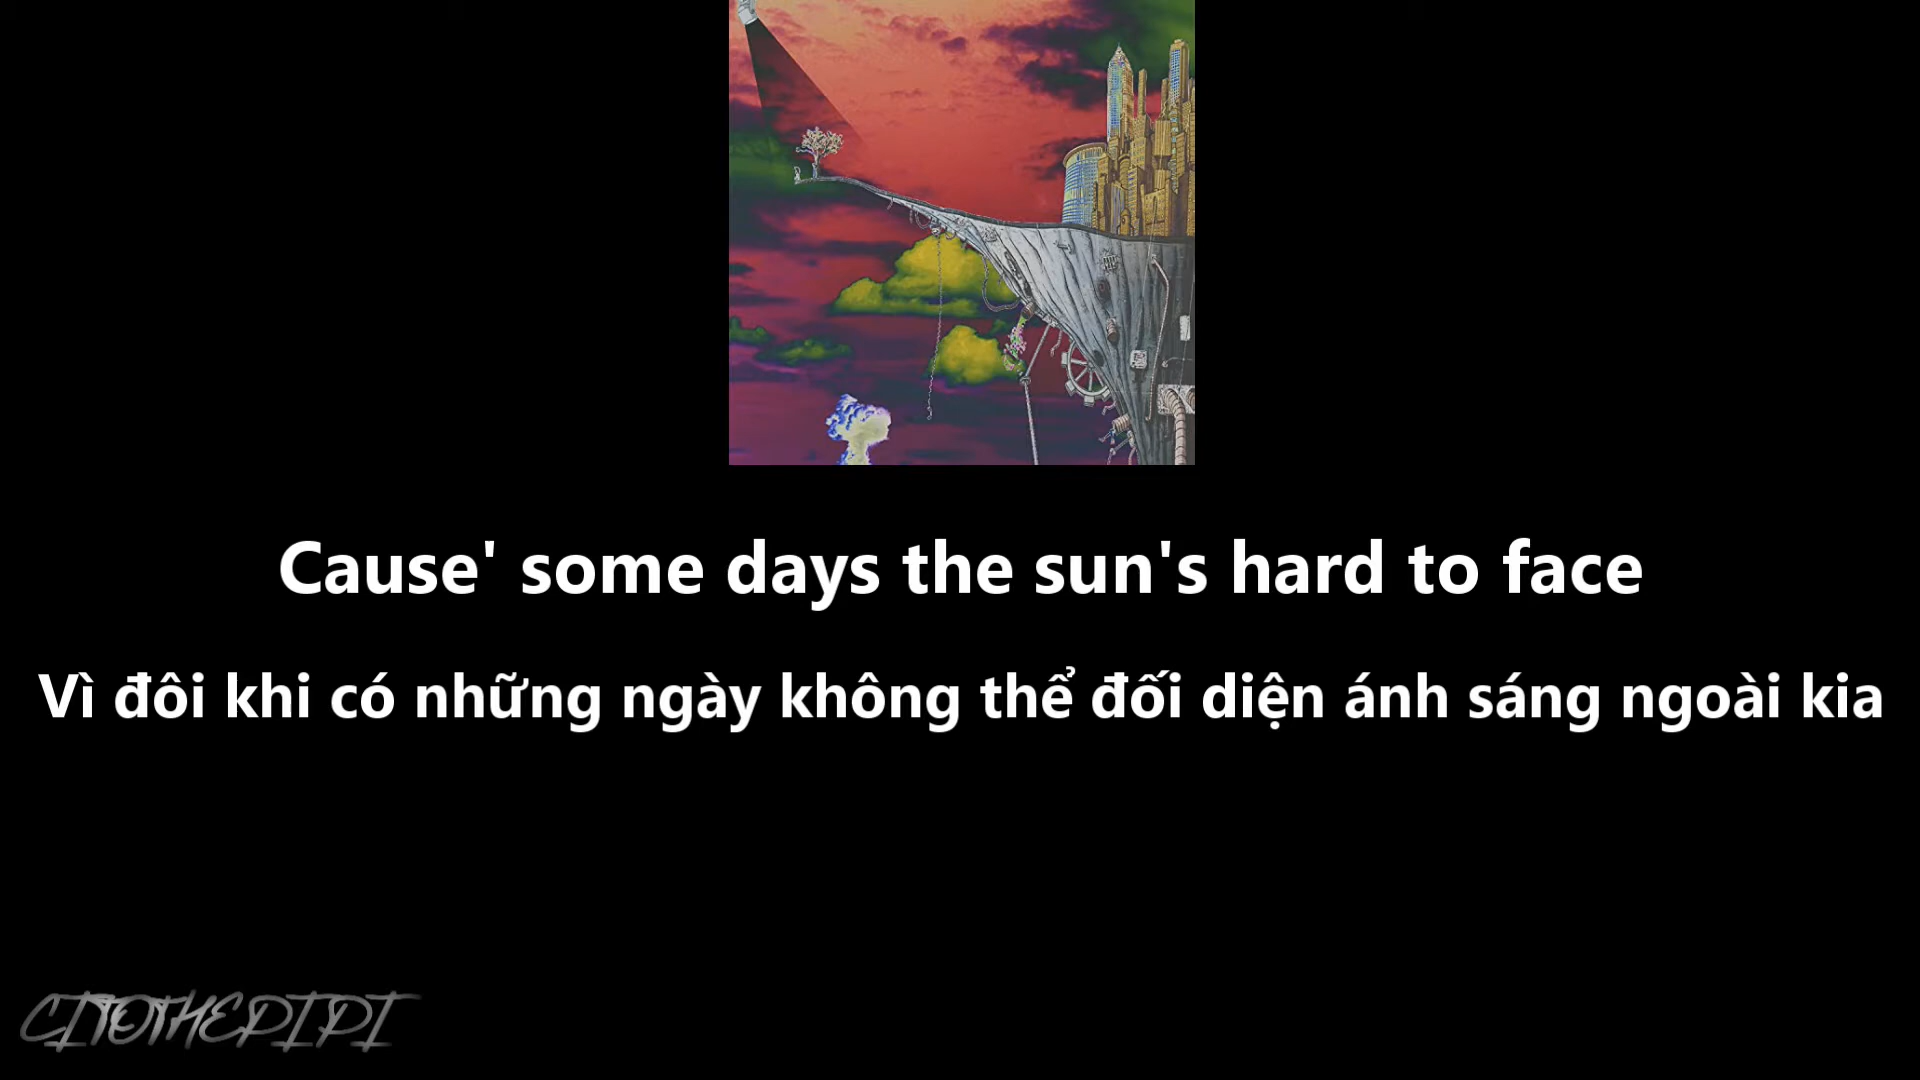 Cause' some days the sun's hard to face
Vì đôi khi có những ngày không thể đối diện ánh sáng ngoài kia
CITOTHEPIPI